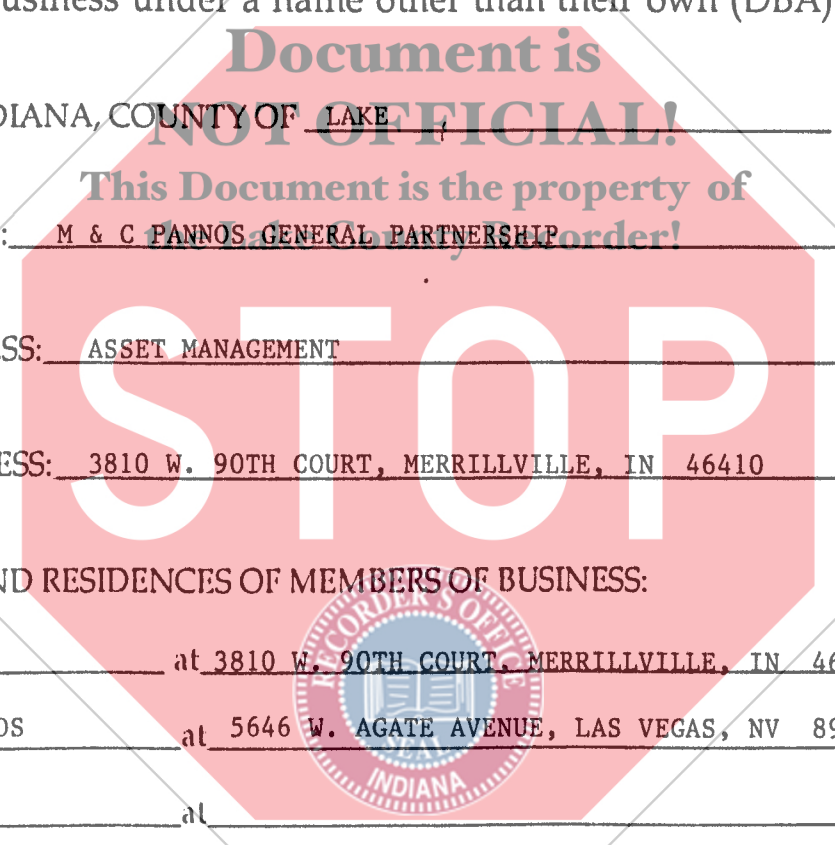 usiness under a name other than their own (DBA)
Document is
DIANA, COUNTY OF LAKE
NOT OFFICIAL!
This Document is the property of
the Lake County Recorder!
: M & C PANNOS GENERAL PARTNERSHIP
SS: ASSET MANAGEMENT
STOP
ESS: 3810 W. 90TH COURT, MERRILLVILLE, IN 46410
ND RESIDENCES OF MEMBERS OF BUSINESS:
RECORDER'S OFFICE
at 3810 W. 90TH COURT, MERRILLVILLE, IN 46
OS at 5646 W. AGATE AVENUE, LAS VEGAS, NV 89
SEAL
INDIANA
at